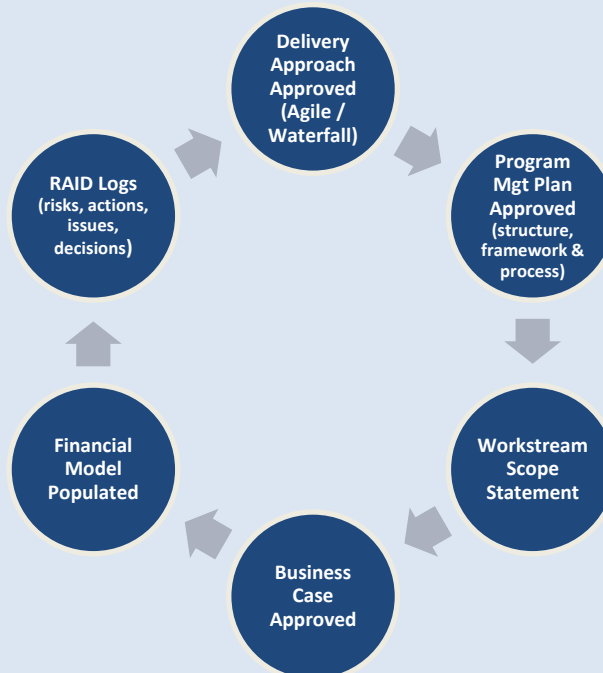 Delivery
Approach
Approved
(Agile /
Waterfall)
Program
Mgt Plan
Approved
(structure,
framework &
process)
Workstream
Scope
Statement
Business
Case
Approved
Financial
Model
Populated
RAID Logs
(risks, actions,
issues,
decisions)